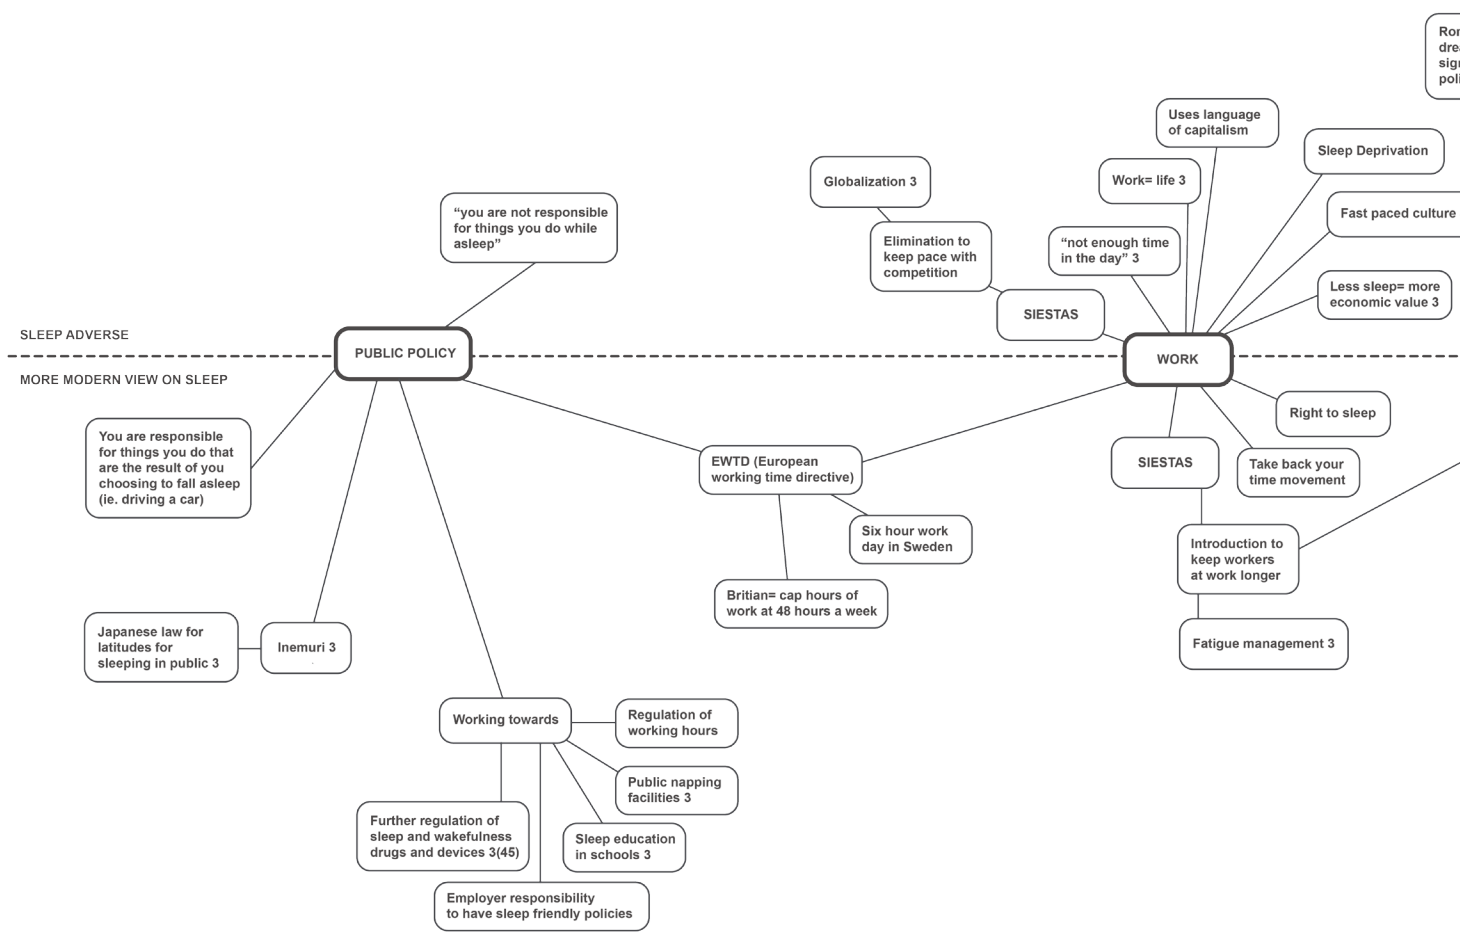 Uses language
of capitalism
Sleep Deprivation
Globalization 3
Work= life 3
Fast paced culture
“you are not responsible
for things you do while
asleep”
Elimination to
keep pace with
competition
“not enough time
in the day” 3
Less sleep= more
economic value 3
SIESTAS
SLEEP ADVERSE
PUBLIC POLICY
WORK
MORE MODERN VIEW ON SLEEP
Right to sleep
You are responsible
for things you do that
are the result of you
choosing to fall asleep
(ie. driving a car)
EWTD (European
working time directive)
SIESTAS
Take back your
time movement
Six hour work
day in Sweden
Introduction to
keep workers
at work longer
Britian= cap hours of
work at 48 hours a week
Japanese law for
latitudes for
sleeping in public 3
Inemuri 3
Fatigue management 3
Working towards
Regulation of
working hours
Public napping
facilities 3
Further regulation of
sleep and wakefulness
drugs and devices 3(45)
Sleep education
in schools 3
Employer responsibility
to have sleep friendly policies